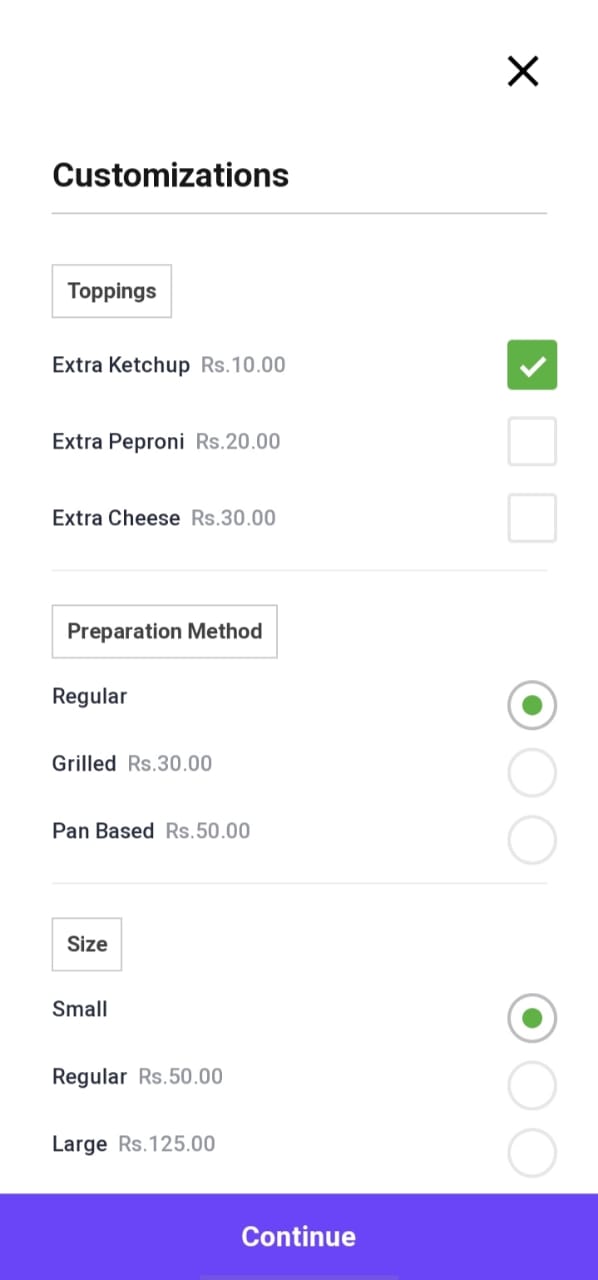 Customizations
Toppings
Extra Ketchup Rs.10.00
Extra Peproni Rs.20.00
Extra Cheese Rs.30.00
Preparation Method
Regular
Grilled Rs.30.00
Pan Based Rs.50.00
Size
Small
Regular Rs.50.00
Large Rs.125.00
Continue